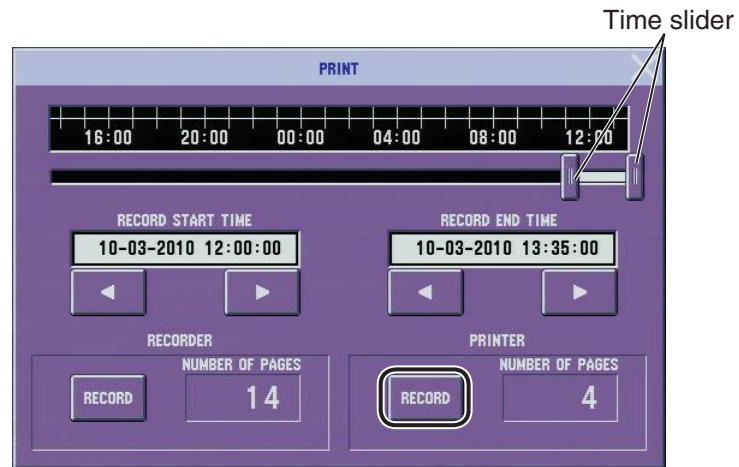 Time slider
PRINT
16:00 20:00 00:00 04:00 08:00 12:00
RECORD START TIME RECORD END TIME
10-03-2010 12:00:00 10-03-2010 13:35:00
RECORDER PRINTER
NUMBER OF PAGES NUMBER OF PAGES
RECORD 14 RECORD 4